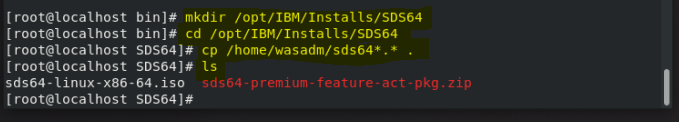 [root@localhost bin]# mkdir /opt/IBM/Installs/SDS64
[root@localhost bin]# cd /opt/IBM/Installs/SDS64
[root@localhost SDS64]# cp /home/wasadm/sds64*.* .
[root@localhost SDS64]# ls
sds64-linux-x86-64.iso  sds64-premium-feature-act-pkg.zip
[root@localhost SDS64]#